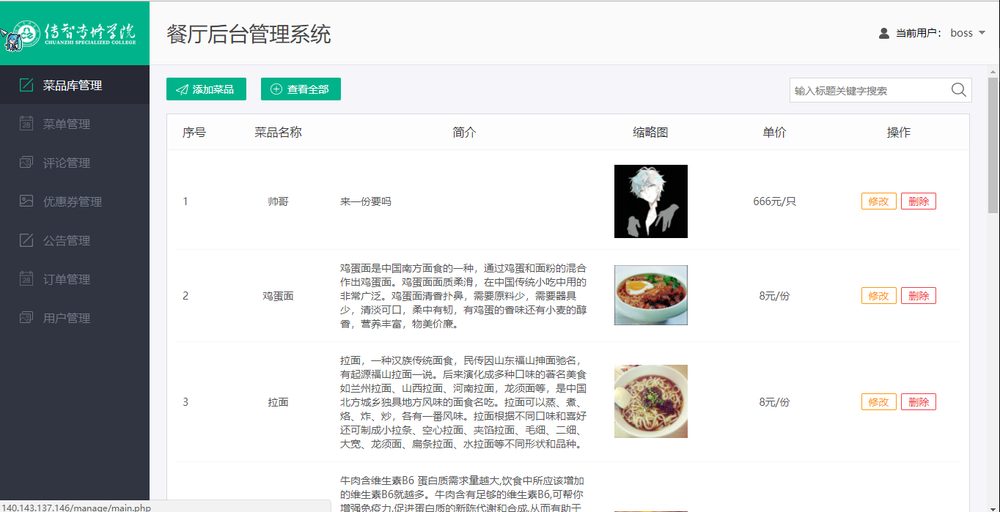 传智专修学院
CHUANZHI SPECIALIZED COLLEGE
餐厅后台管理系统
当前用户： boss
菜品库管理
28 菜单管理
评论管理
优惠券管理
公告管理
28 订单管理
用户管理
添加菜品
查看全部
输入标题关键字搜索
序号 菜品名称 简介 缩略图 单价 操作
1 帅哥 来一份要吗 666元/只 修改 删除
2 鸡蛋面
鸡蛋面是中国南方面食的一种，通过鸡蛋和面粉的混合
作出鸡蛋面。鸡蛋面面质柔滑，在中国传统小吃中用的
非常广泛。鸡蛋面清香扑鼻，需要原料少，需要器具
少，清淡可口，柔中有韧，有鸡蛋的香味还有小麦的醇
香，营养丰富，物美价廉。
8元/份 修改 删除
3 拉面
拉面，一种汉族传统面食，民传因山东福山抻面驰名，
有起源福山拉面一说。后来演化成多种口味的著名美食
如兰州拉面、山西拉面、河南拉面，龙须面等，是中国
北方城乡独具地方风味的面食名吃。拉面可以蒸、煮、
烙、炸、炒，各有一番风味。拉面根据不同口味和喜好
还可制成小拉条、空心拉面、夹馅拉面、毛细、二细、
大宽、龙须面、扁条拉面、水拉面等不同形状和品种。
8元/份 修改 删除
牛肉含维生素B6 蛋白质需求量越大,饮食中所应该增加
的维生素B6就越多。牛肉含有足够的维生素B6,可帮你
增强免疫力,促进蛋白质的新陈代谢和合成,从而有助于
140.143.137.146/manage/main.php